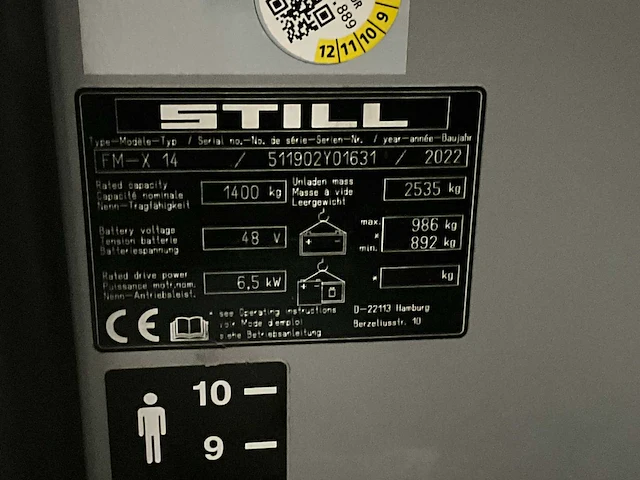 .889
12 11 10 9
STILL
Type-Modèle-Typ / Serial no.-No. de série-Serien-Nr. / year-année-Baujahr
FM-X 14 / 511902Y01631 / 2022
Rated capacity
Capacité nominale
Nenn-Tragfähigkeit
1400 kg
Unladen mass
Masse à vide
Leergewicht
2535 kg
Battery voltage
Tension batterie
Batteriespannung
48 V
max. 986 kg
*
min. 892 kg
Rated drive power
Puissance motr.nom.
Nenn-Antriebsleist.
6.5 kW
* kg
CE
* see Operating instructions
voir Mode d'emploi
siehe Betriebsanleitung
D-22113 Hamburg
Berzeliusstr. 10
10
9